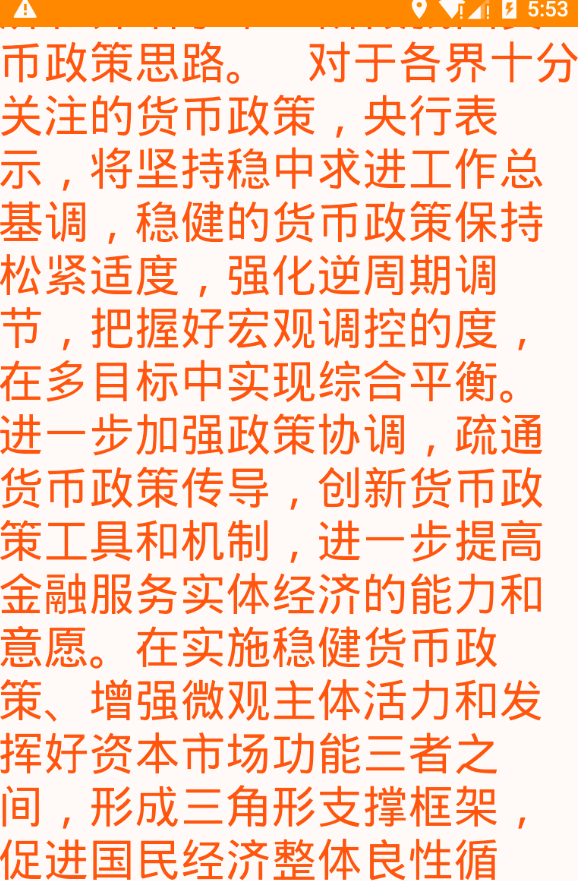 5:53
币政策思路。 对于各界十分
关注的货币政策，央行表
示，将坚持稳中求进工作总
基调，稳健的货币政策保持
松紧适度，强化逆周期调
节，把握好宏观调控的度，
在多目标中实现综合平衡。
进一步加强政策协调，疏通
货币政策传导，创新货币政
策工具和机制，进一步提高
金融服务实体经济的能力和
意愿。在实施稳健货币政
策、增强微观主体活力和发
挥好资本市场功能三者之
间，形成三角形支撑框架，
促进国民经济整体良性循